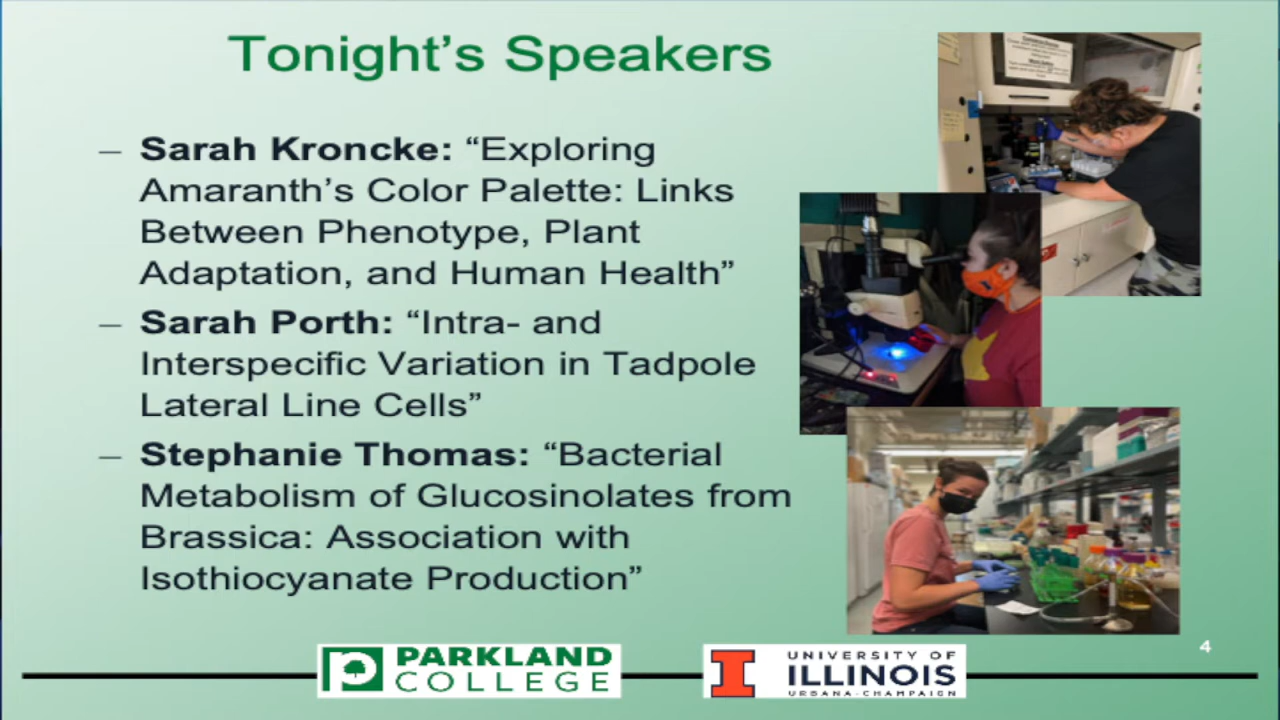 Tonight’s Speakers
– Sarah Kroncke: “Exploring
Amaranth’s Color Palette: Links
Between Phenotype, Plant
Adaptation, and Human Health”
– Sarah Porth: “Intra- and
Interspecific Variation in Tadpole
Lateral Line Cells”
– Stephanie Thomas: “Bacterial
Metabolism of Glucosinolates from
Brassica: Association with
Isothiocyanate Production”
4
PARKLAND
COLLEGE
UNIVERSITY OF
ILLINOIS
URBANA-CHAMPAIGN